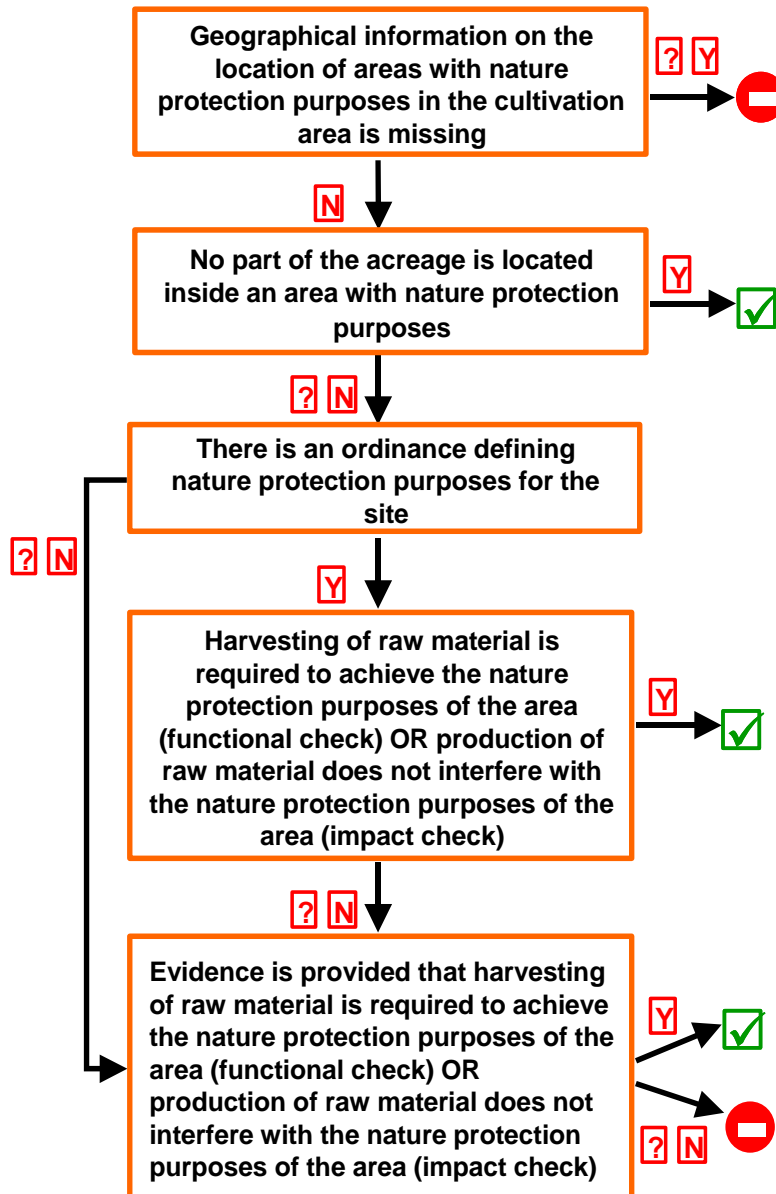 Geographical information on the
location of areas with nature
protection purposes in the cultivation
area is missing
? Y
N
No part of the acreage is located
inside an area with nature protection
purposes
Y
? N
There is an ordinance defining
nature protection purposes for the
site
? N
Y
Harvesting of raw material is
required to achieve the nature
protection purposes of the area
(functional check) OR production of
raw material does not interfere with
the nature protection purposes of the
area (impact check)
Y
? N
Evidence is provided that harvesting
of raw material is required to achieve
the nature protection purposes of the
area (functional check) OR
production of raw material does not
interfere with the nature protection
purposes of the area (impact check)
Y
? N